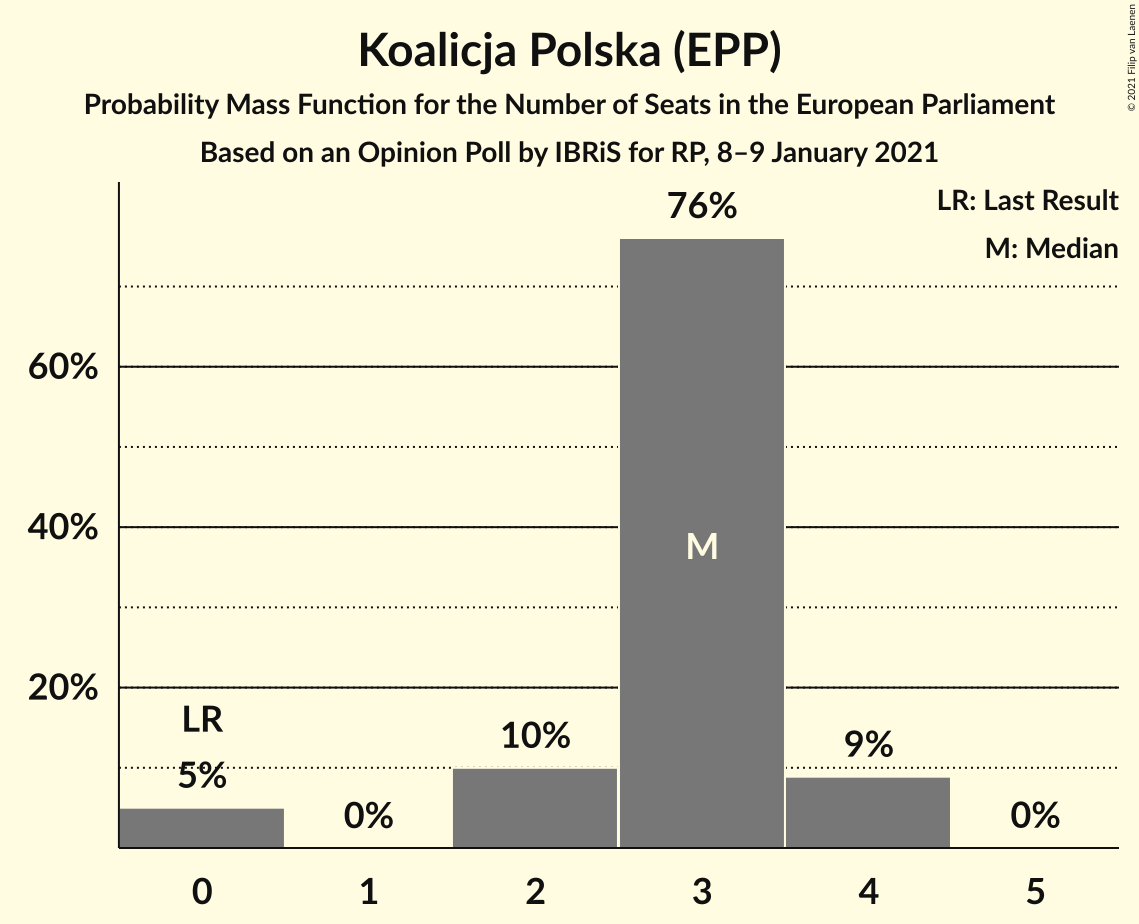 Koalicja Polska (EPP)
Probability Mass Function for the Number of Seats in the European Parliament
Based on an Opinion Poll by IBRiS for RP, 8–9 January 2021
© 2021 Filip van Laenen
LR: Last Result
M: Median
76%
60%
40%
M
20%
LR
5%
0%
10%
9%
0%
0 1 2 3 4 5